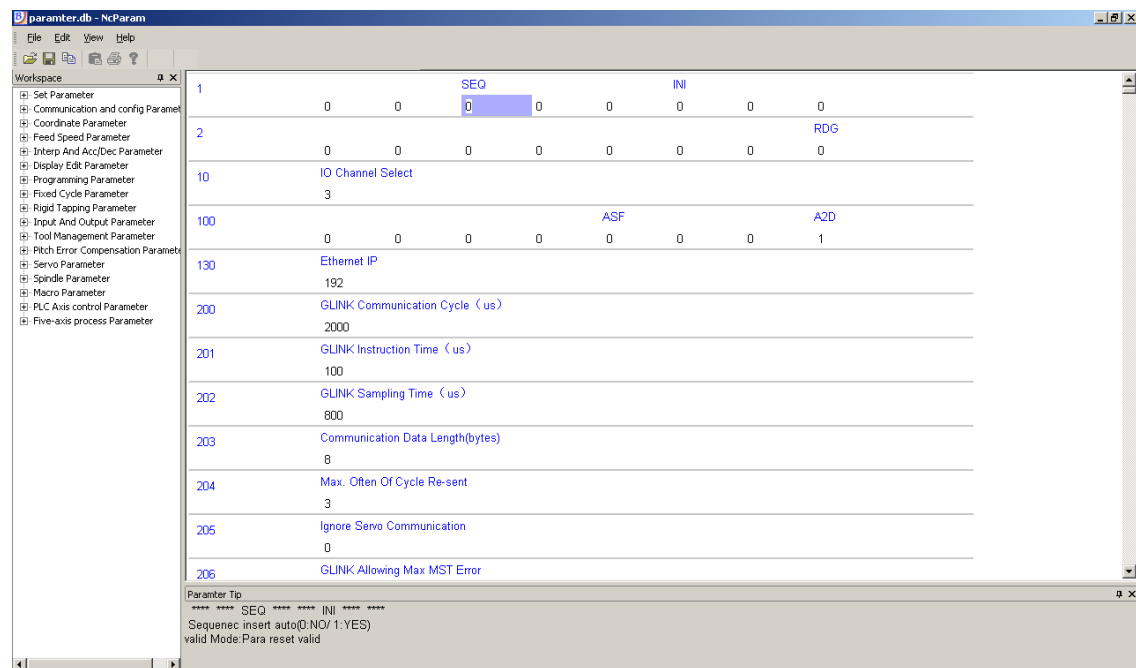 paramter.db - NcParam
File Edit View Help
Workspace
Set Parameter
Communication and config Paramet
Coordinate Parameter
Feed Speed Parameter
Interp And Acc/Dec Parameter
Display Edit Parameter
Programming Parameter
Fixed Cycle Parameter
Rigid Tapping Parameter
Input And Output Parameter
Tool Management Parameter
Pitch Error Compensation Paramete
Servo Parameter
Spindle Parameter
Macro Parameter
PLC Axis control Parameter
Five-axis process Parameter
1 SEQ INI
0 0 0 0 0 0 0 0
2 RDG
0 0 0 0 0 0 0 0
10 IO Channel Select
3
100 ASF A2D
0 0 0 0 0 0 0 1
130 Ethernet IP
192
200 GLINK Communication Cycle（us）
2000
201 GLINK Instruction Time（us）
100
202 GLINK Sampling Time（us）
800
203 Communication Data Length(bytes)
8
204 Max. Often Of Cycle Re-sent
3
205 Ignore Servo Communication
0
206 GLINK Allowing Max MST Error
Paramter Tip
**** **** SEQ **** **** INI **** ****
Sequenec insert auto(0:NO/ 1:YES)
valid Mode:Para reset valid